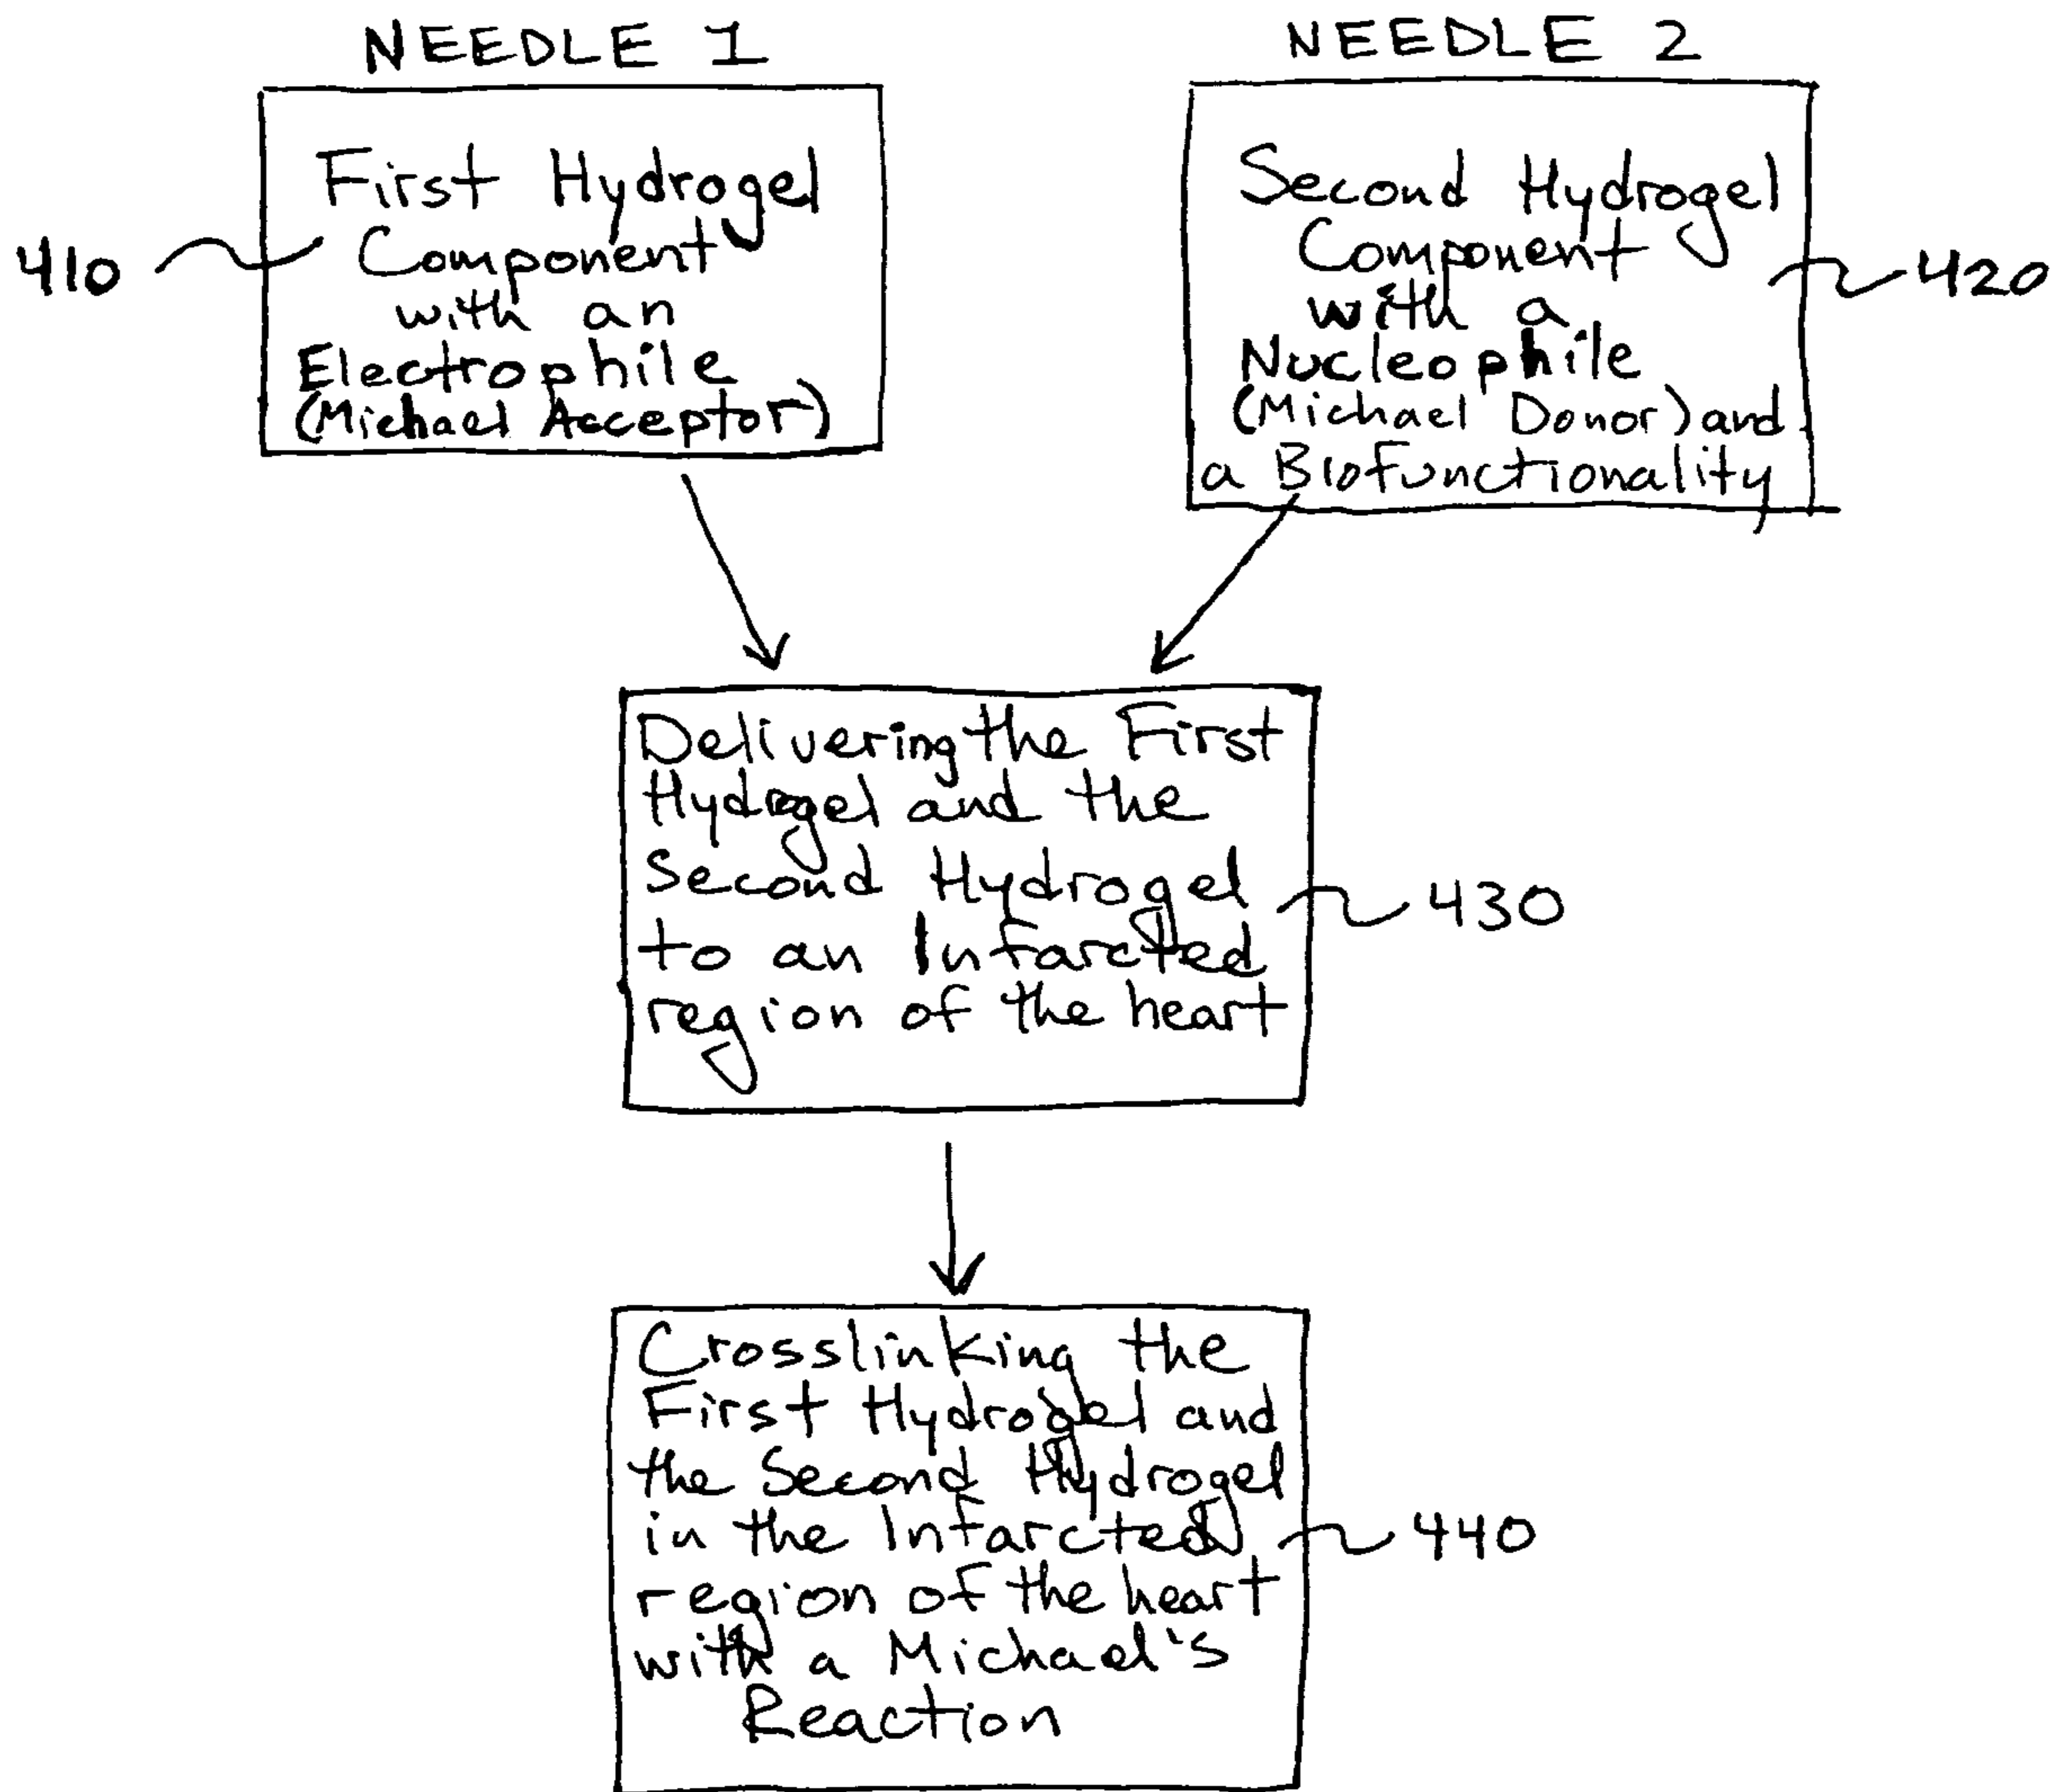 NEEDLE 1
First Hydrogel
Component
with an
Electrophile
(Michael Acceptor)
410
NEEDLE 2
Second Hydrogel
Component
with a
Nucleophile
(Michael Donor) and
a Biofunctionality
420
Delivering the First
Hydrogel and the
Second Hydrogel
to an Infarcted
region of the heart
430
Crosslinking the
First Hydrogel and
the Second Hydrogel
in the Infarcted
region of the heart
with a Michael's
Reaction
440